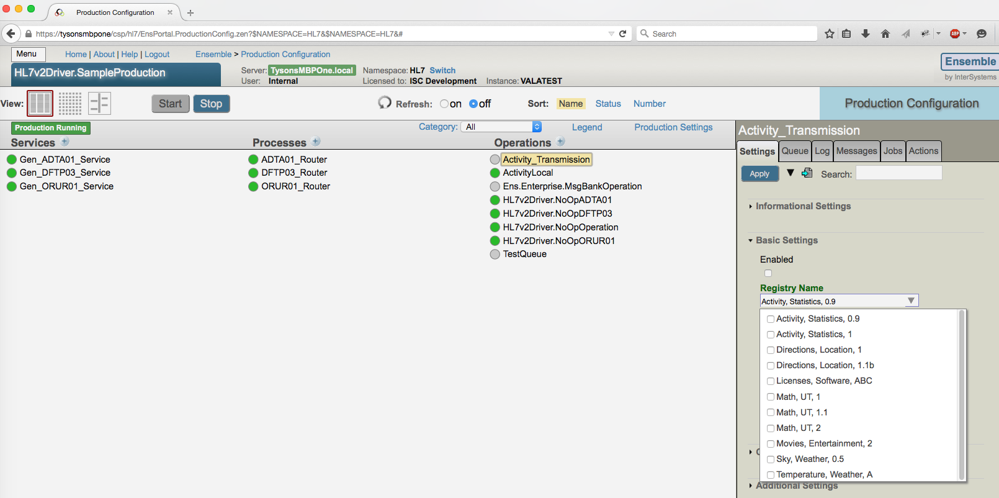 Production Configuration
https://tysonsmbpone/csp/hl7/EnsPortal.ProductionConfig.zen?$NAMESPACE=HL7&$NAMESPACE=HL7&#
Search
ABP
Menu
Home | About | Help | Logout
Ensemble > Production Configuration
HL7v2Driver.SampleProduction
Server: TysonsMBPOne.local
Namespace: HL7 Switch
User: Internal
Licensed to: ISC Development
Instance: VALATEST
Ensemble
by InterSystems
View:
Start
Stop
Refresh: on off
Sort: Name Status Number
Production Configuration
Production Running
Category: All
Legend
Production Settings
Services
Gen_ADTA01_Service
Gen_DFTP03_Service
Gen_ORUR01_Service
Processes
ADTA01_Router
DFTP03_Router
ORUR01_Router
Operations
Activity_Transmission
ActivityLocal
Ens.Enterprise.MsgBankOperation
HL7v2Driver.NoOpADTA01
HL7v2Driver.NoOpDFTP03
HL7v2Driver.NoOpOperation
HL7v2Driver.NoOpORUR01
TestQueue
Activity_Transmission
Settings Queue Log Messages Jobs Actions
Apply
Search:
Informational Settings
Basic Settings
Enabled
Registry Name
Activity, Statistics, 0.9
Activity, Statistics, 0.9
Activity, Statistics, 1
Directions, Location, 1
Directions, Location, 1.1b
Licenses, Software, ABC
Math, UT, 1
Math, UT, 1.1
Math, UT, 2
Movies, Entertainment, 2
Sky, Weather, 0.5
Temperature, Weather, A
Additional Settings